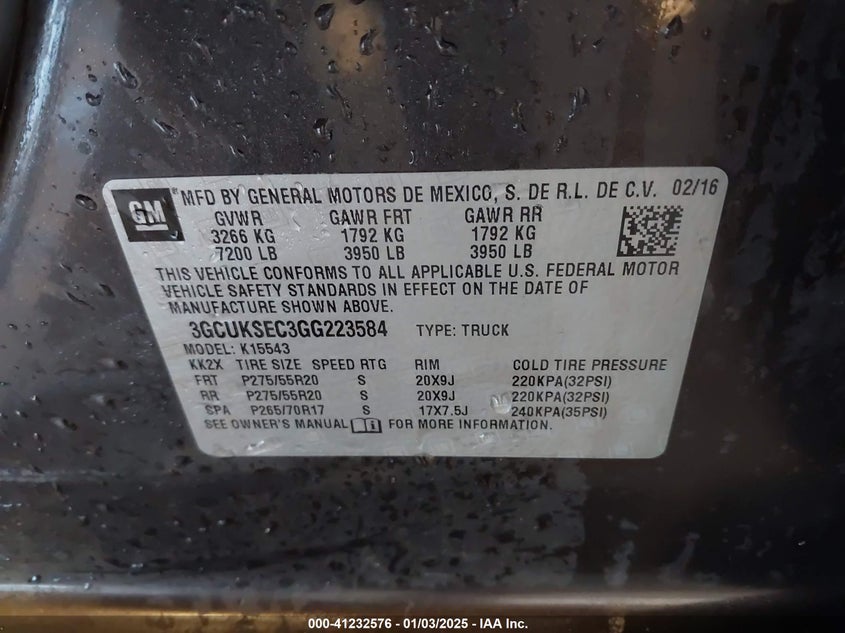 GM ® MFD BY GENERAL MOTORS DE MEXICO, S. DE R.L. DE C.V. 02/16
GVWR GAWR FRT GAWR RR
3266 KG 1792 KG 1792 KG
7200 LB 3950 LB 3950 LB
THIS VEHICLE CONFORMS TO ALL APPLICABLE U.S. FEDERAL MOTOR
VEHICLE SAFETY STANDARDS IN EFFECT ON THE DATE OF
MANUFACTURE SHOWN ABOVE.
3GCUKSEC3GG223584 TYPE: TRUCK
MODEL: K15543
KK2X TIRE SIZE SPEED RTG RIM COLD TIRE PRESSURE
FRT P275/55R20 S 20X9J 220KPA(32PSI)
RR P275/55R20 S 20X9J 220KPA(32PSI)
SPA P265/70R17 S 17X7.5J 240KPA(35PSI)
SEE OWNER'S MANUAL FOR MORE INFORMATION.
000-41232576 — 01/03/2025 — IAA Inc.